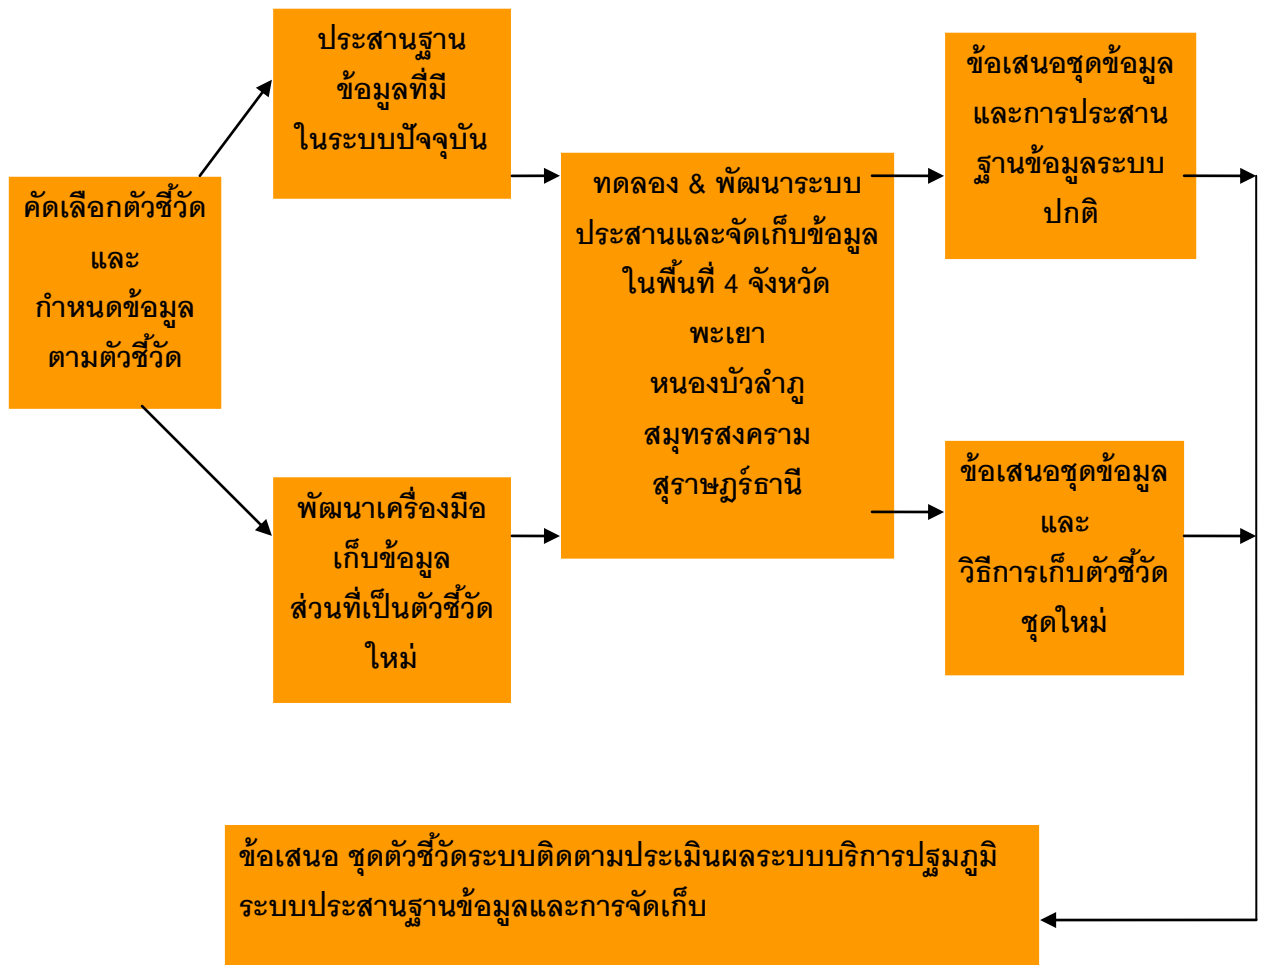 คัดเลือกตัวชี้วัด
และ
กำหนดข้อมูล
ตามตัวชี้วัด
ประสานฐาน
ข้อมูลที่มี
ในระบบปัจจุบัน
พัฒนาเครื่องมือ
เก็บข้อมูล
ส่วนที่เป็นตัวชี้วัด
ใหม่
ทดลอง & พัฒนาระบบ
ประสานและจัดเก็บข้อมูล
ในพื้นที่ 4 จังหวัด
พะเยา
หนองบัวลำภู
สมุทรสงคราม
สุราษฎร์ธานี
ข้อเสนอชุดข้อมูล
และการประสาน
ฐานข้อมูลระบบ
ปกติ
ข้อเสนอชุดข้อมูล
และ
วิธีการเก็บตัวชี้วัด
ชุดใหม่
ข้อเสนอ ชุดตัวชี้วัดระบบติดตามประเมินผลระบบบริการปฐมภูมิ
ระบบประสานฐานข้อมูลและการจัดเก็บ